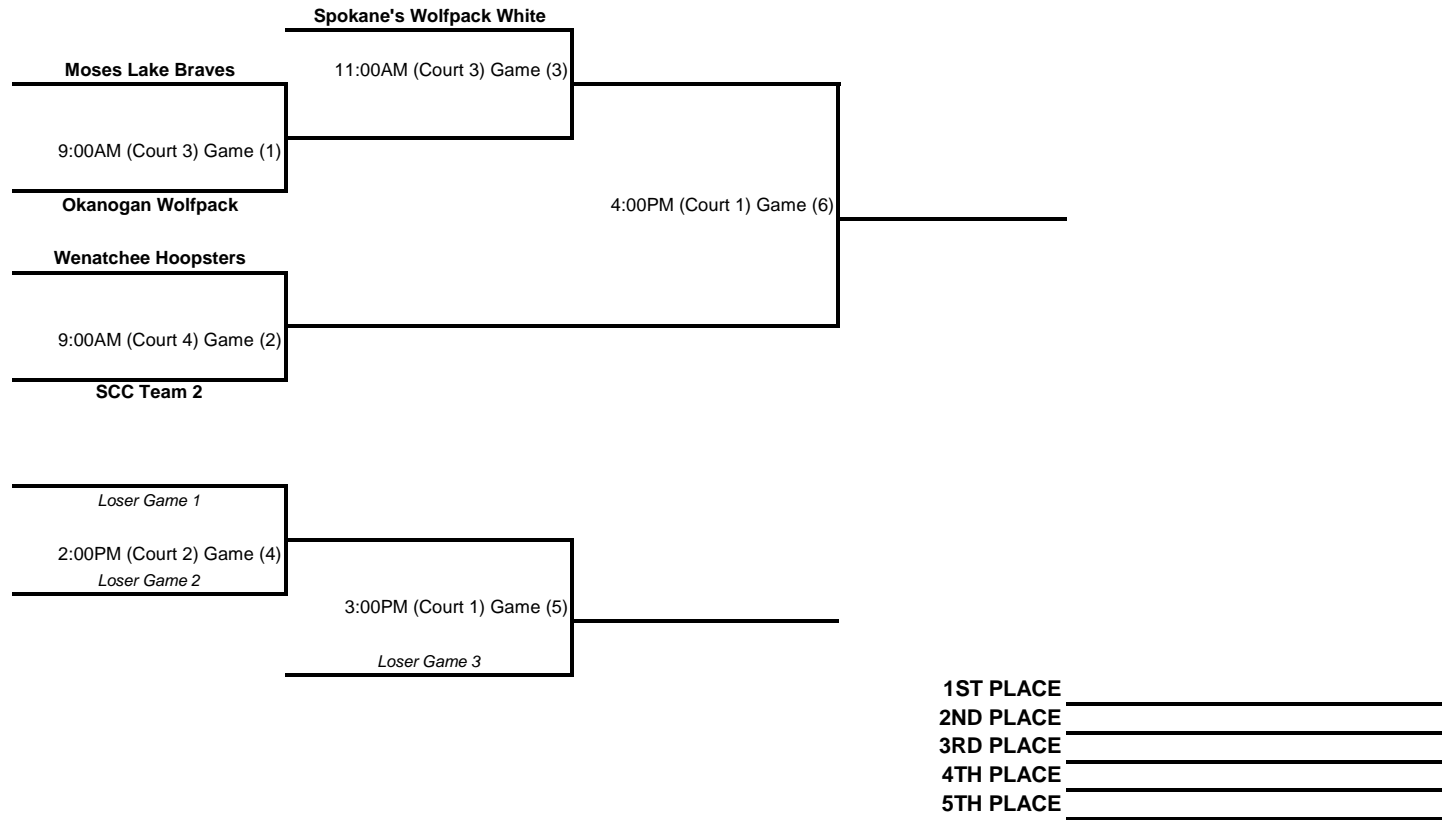 Spokane's Wolfpack White
Moses Lake Braves
11:00AM (Court 3) Game (3)
9:00AM (Court 3) Game (1)
Okanogan Wolfpack
4:00PM (Court 1) Game (6)
Wenatchee Hoopsters
9:00AM (Court 4) Game (2)
SCC Team 2
Loser Game 1
2:00PM (Court 2) Game (4)
Loser Game 2
3:00PM (Court 1) Game (5)
Loser Game 3
1ST PLACE
2ND PLACE
3RD PLACE
4TH PLACE
5TH PLACE